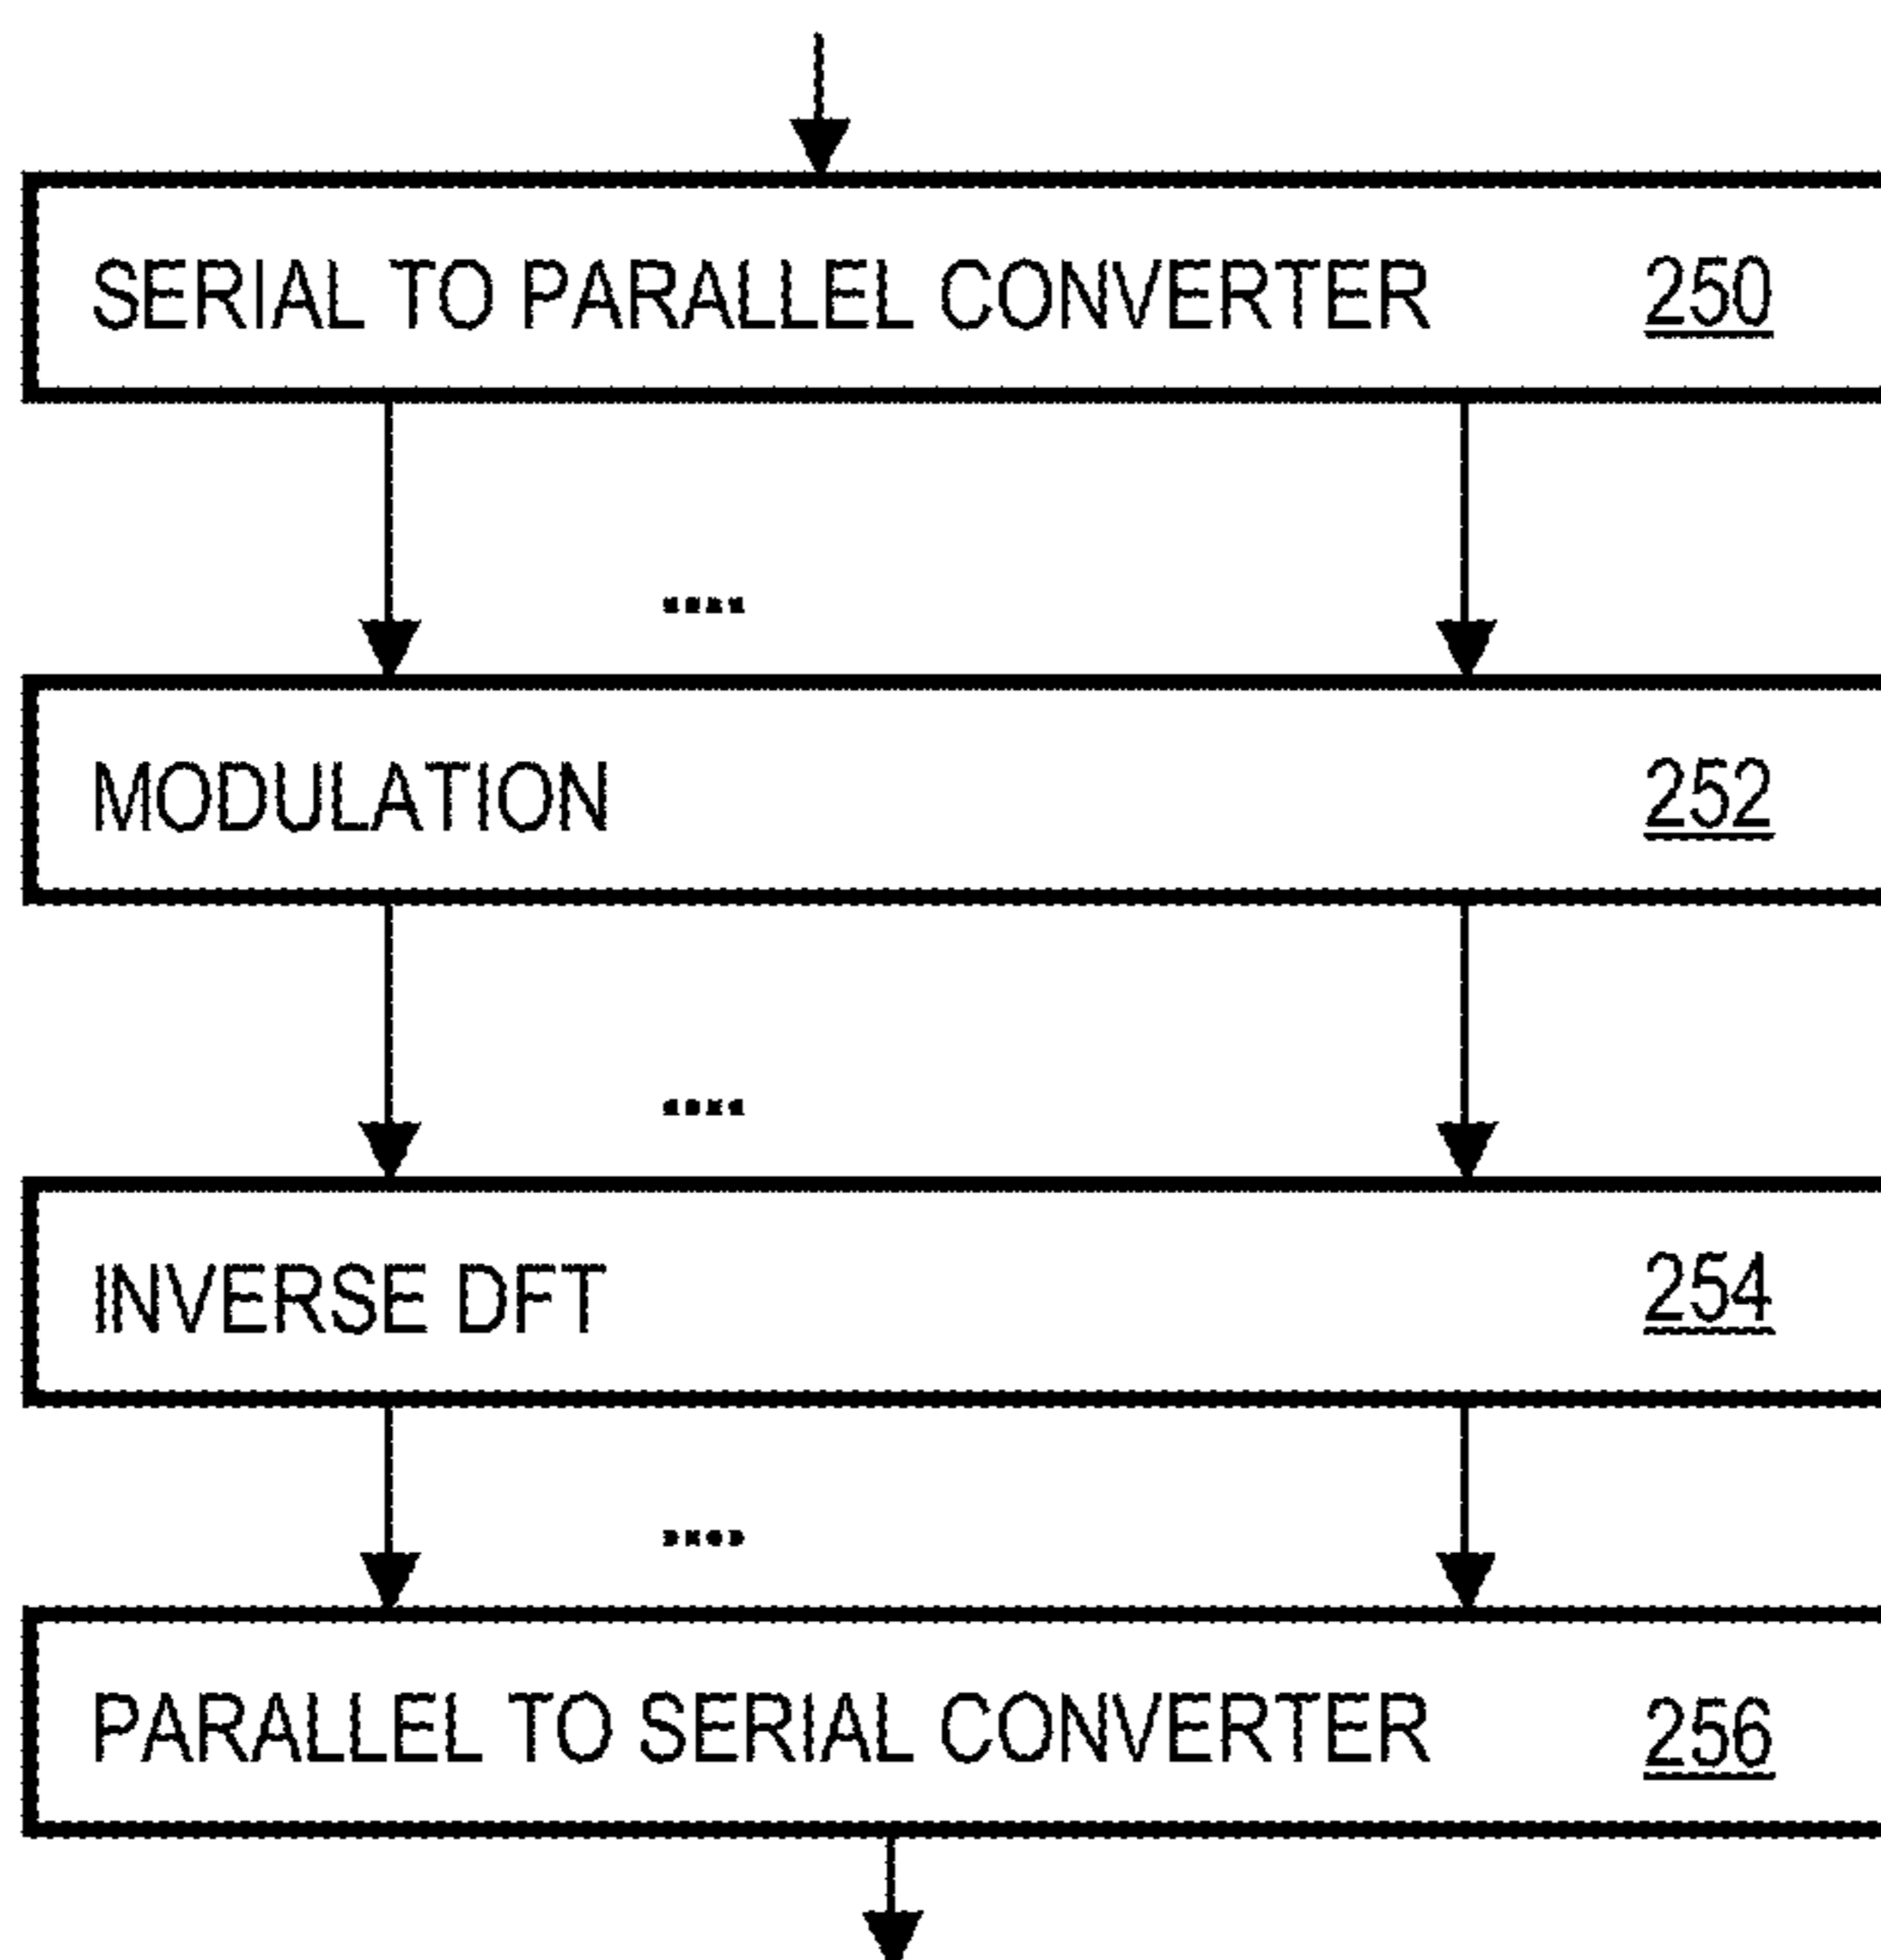 SERIAL TO PARALLEL CONVERTER 250
MODULATION 252
INVERSE DFT 254
PARALLEL TO SERIAL CONVERTER 256